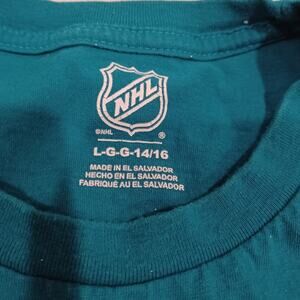 NHL
©NHL ®
L-G-G-14/16
MADE IN EL SALVADOR
HECHO EN EL SALVADOR
FABRIQUÉ AU EL SALVADOR